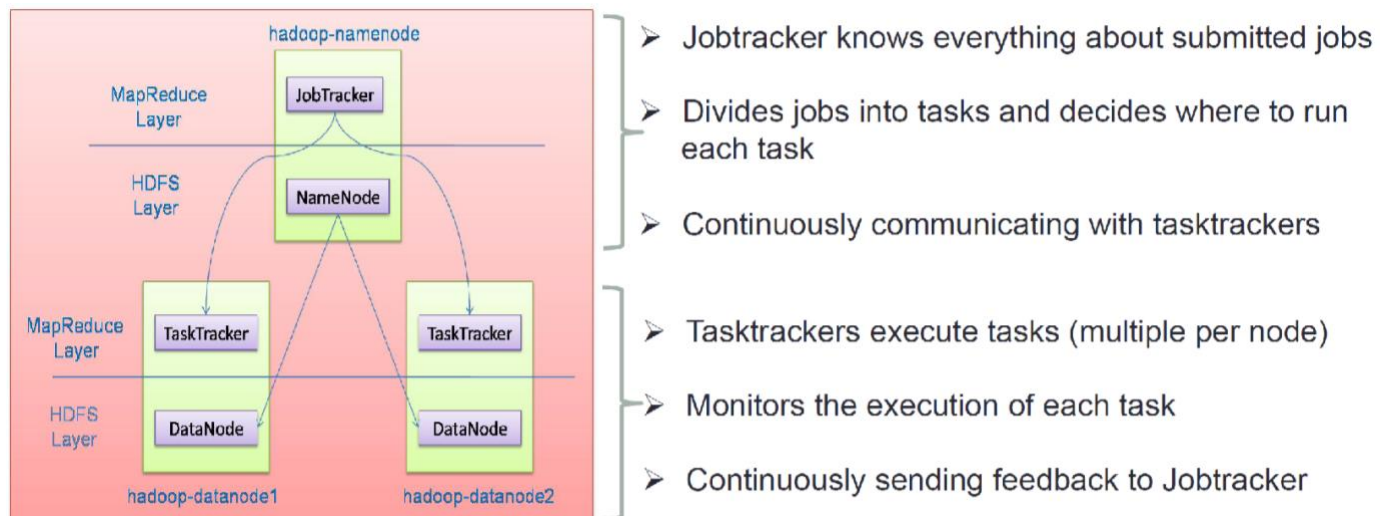 hadoop-namenode
JobTracker
MapReduce
Layer
HDFS
Layer
NameNode
MapReduce
Layer
TaskTracker
TaskTracker
HDFS
Layer
DataNode
DataNode
hadoop-datanode1
hadoop-datanode2
➤ Jobtracker knows everything about submitted jobs
➤ Divides jobs into tasks and decides where to run
each task
➤ Continuously communicating with tasktrackers
➤ Tasktrackers execute tasks (multiple per node)
➤ Monitors the execution of each task
➤ Continuously sending feedback to Jobtracker